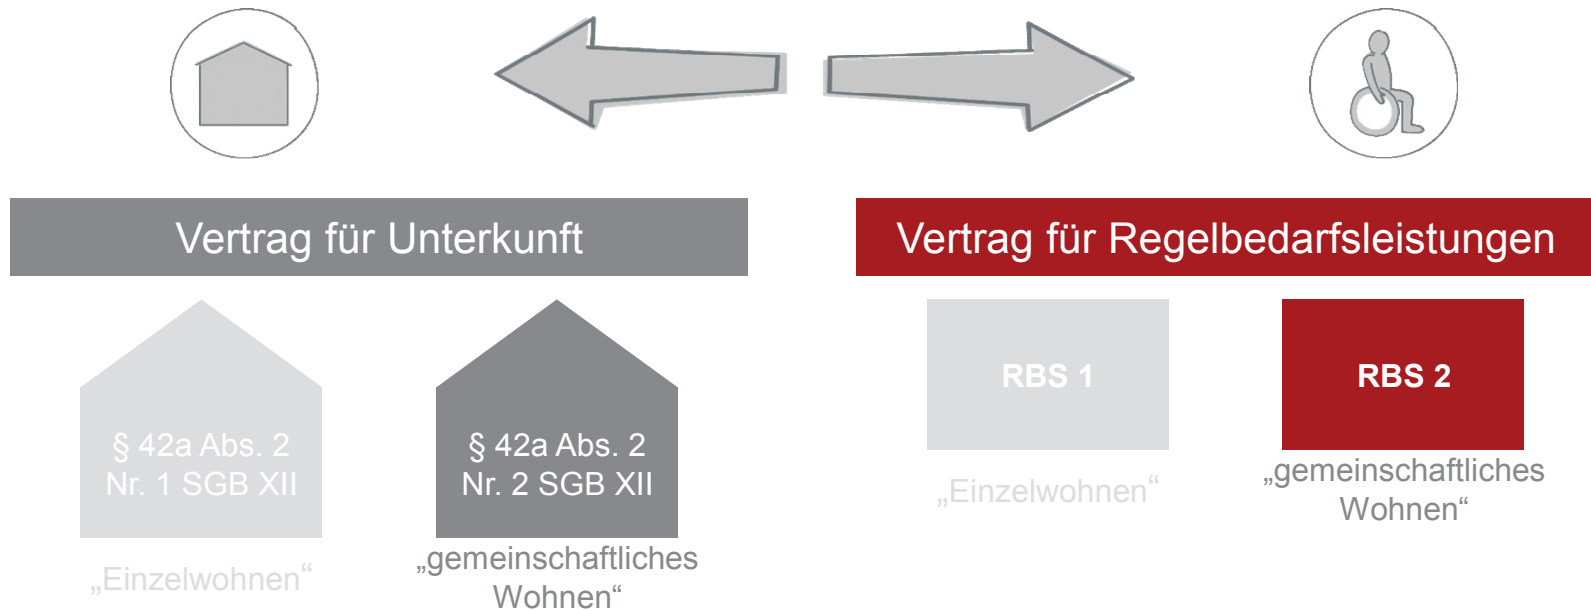 Vertrag für Unterkunft
§ 42a Abs. 2
Nr. 1 SGB XII
„Einzelwohnen“
§ 42a Abs. 2
Nr. 2 SGB XII
„gemeinschaftliches
Wohnen“
Vertrag für Regelbedarfsleistungen
RBS 1
„Einzelwohnen“
RBS 2
„gemeinschaftliches
Wohnen“